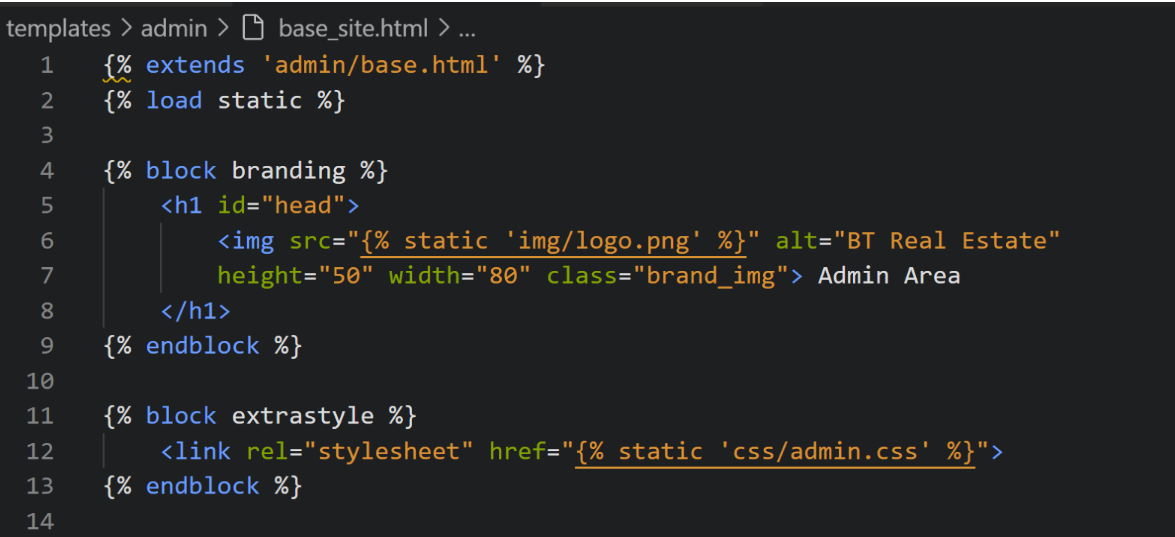 templates > admin > base_site.html > ...
1 {% extends 'admin/base.html' %}
2 {% load static %}
3
4 {% block branding %}
5 <h1 id="head">
6 <img src="{% static 'img/logo.png' %}" alt="BT Real Estate"
7 height="50" width="80" class="brand_img"> Admin Area
8 </h1>
9 {% endblock %}
10
11 {% block extrastyle %}
12 <link rel="stylesheet" href="{% static 'css/admin.css' %}">
13 {% endblock %}
14